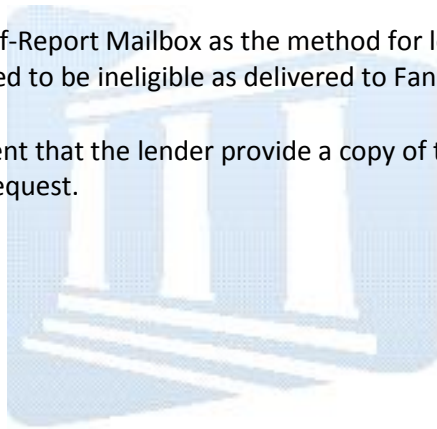 f-Report Mailbox as the method for l
ed to be ineligible as delivered to Fan
ent that the lender provide a copy of t
equest.